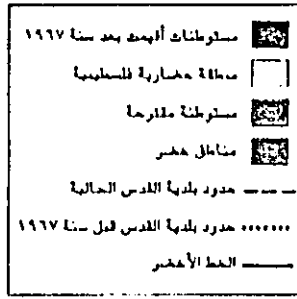 مستوطنات أقيمت بعد سنة ١٩٦٧
منطقة حضارية فلسطينية
مستوطنة مقترحة
مناطق خضر
حدود بلدية القدس الحالية
حدود بلدية القدس قبل سنة ١٩٦٧
الخط الأخضر